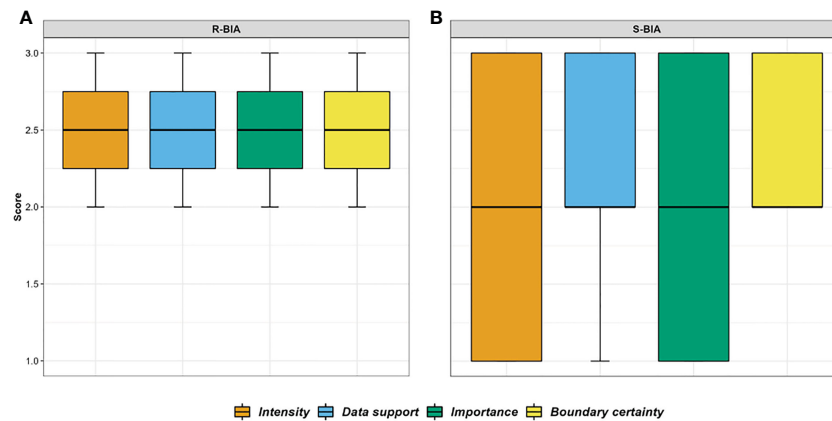 A
B
R-BIA
S-BIA
3.0
2.5
2.0
1.5
1.0
Score
Intensity Data support Importance Boundary certainty